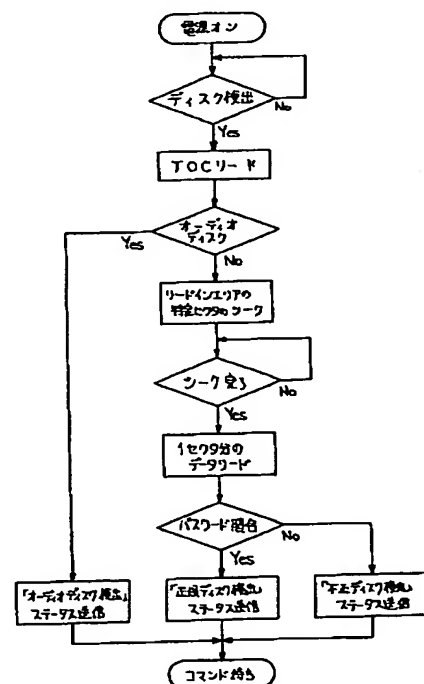 電源オン
ディスク検出
No
Yes
TOCリード
オーディオ
ディスク
Yes
No
リードインエリアの
特定セクタのシーク
シーク完了
No
Yes
1セクタ分の
データリード
パスワード照合
No
Yes
「オーディオディスク検出」
ステータス送信
「正規ディスク検出」
ステータス送信
「不正ディスク検出」
ステータス送信
コマンド待ち